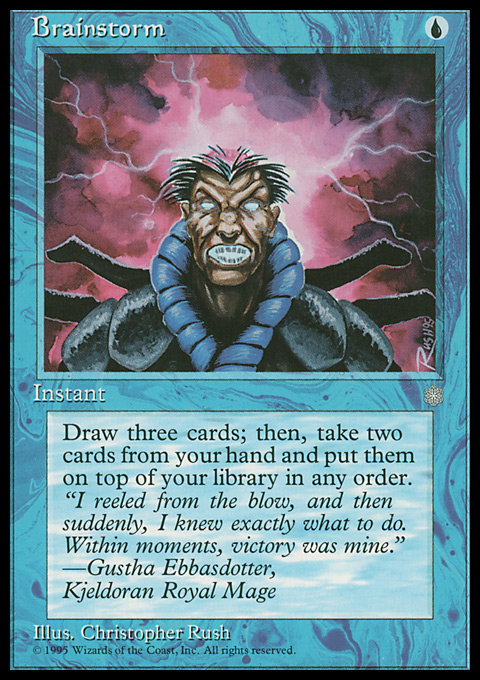 Brainstorm
RUSH95
Instant
Draw three cards; then, take two
cards from your hand and put them
on top of your library in any order.
“I reeled from the blow, and then
suddenly, I knew exactly what to do.
Within moments, victory was mine.”
—Gustha Ebbasdotter,
Kjeldoran Royal Mage
Illus. Christopher Rush
© 1995 Wizards of the Coast, Inc. All rights reserved.